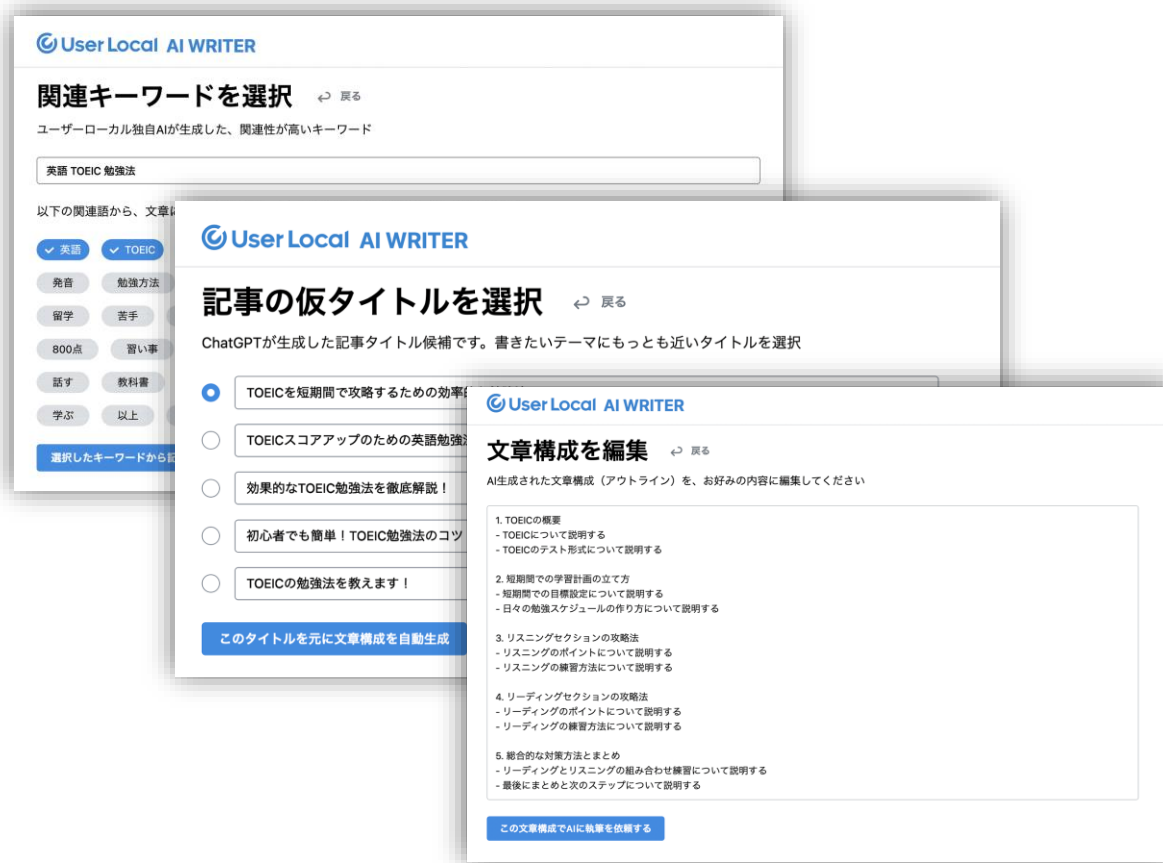 User Local AI WRITER
関連キーワードを選択 戻る
ユーザーローカル独自AIが生成した、関連性が高いキーワード
英語 TOEIC 勉強法
以下の関連語から、文章に
英語 TOEIC
発音 勉強方法
留学 苦手
800点 習い事
話す 教科書
学ぶ 以上
選択したキーワードから記
User Local AI WRITER
記事の仮タイトルを選択 戻る
ChatGPTが生成した記事タイトル候補です。書きたいテーマにもっとも近いタイトルを選択
TOEICを短期間で攻略するための効率
TOEICスコアアップのための英語勉強法
効果的なTOEIC勉強法を徹底解説！
初心者でも簡単！TOEIC勉強法のコツ
TOEICの勉強法を教えます！
このタイトルを元に文章構成を自動生成
User Local AI WRITER
文章構成を編集 戻る
AI生成された文章構成（アウトライン）を、お好みの内容に編集してください
1. TOEICの概要
- TOEICについて説明する
- TOEICのテスト形式について説明する
2. 短期間での学習計画の立て方
- 短期間での目標設定について説明する
- 日々の勉強スケジュールの作り方について説明する
3. リスニングセクションの攻略法
- リスニングのポイントについて説明する
- リスニングの練習方法について説明する
4. リーディングセクションの攻略法
- リーディングのポイントについて説明する
- リーディングの練習方法について説明する
5. 総合的な対策方法とまとめ
- リーディングとリスニングの組み合わせ練習について説明する
- 最後にまとめと次のステップについて説明する
この文章構成でAIに執筆を依頼する